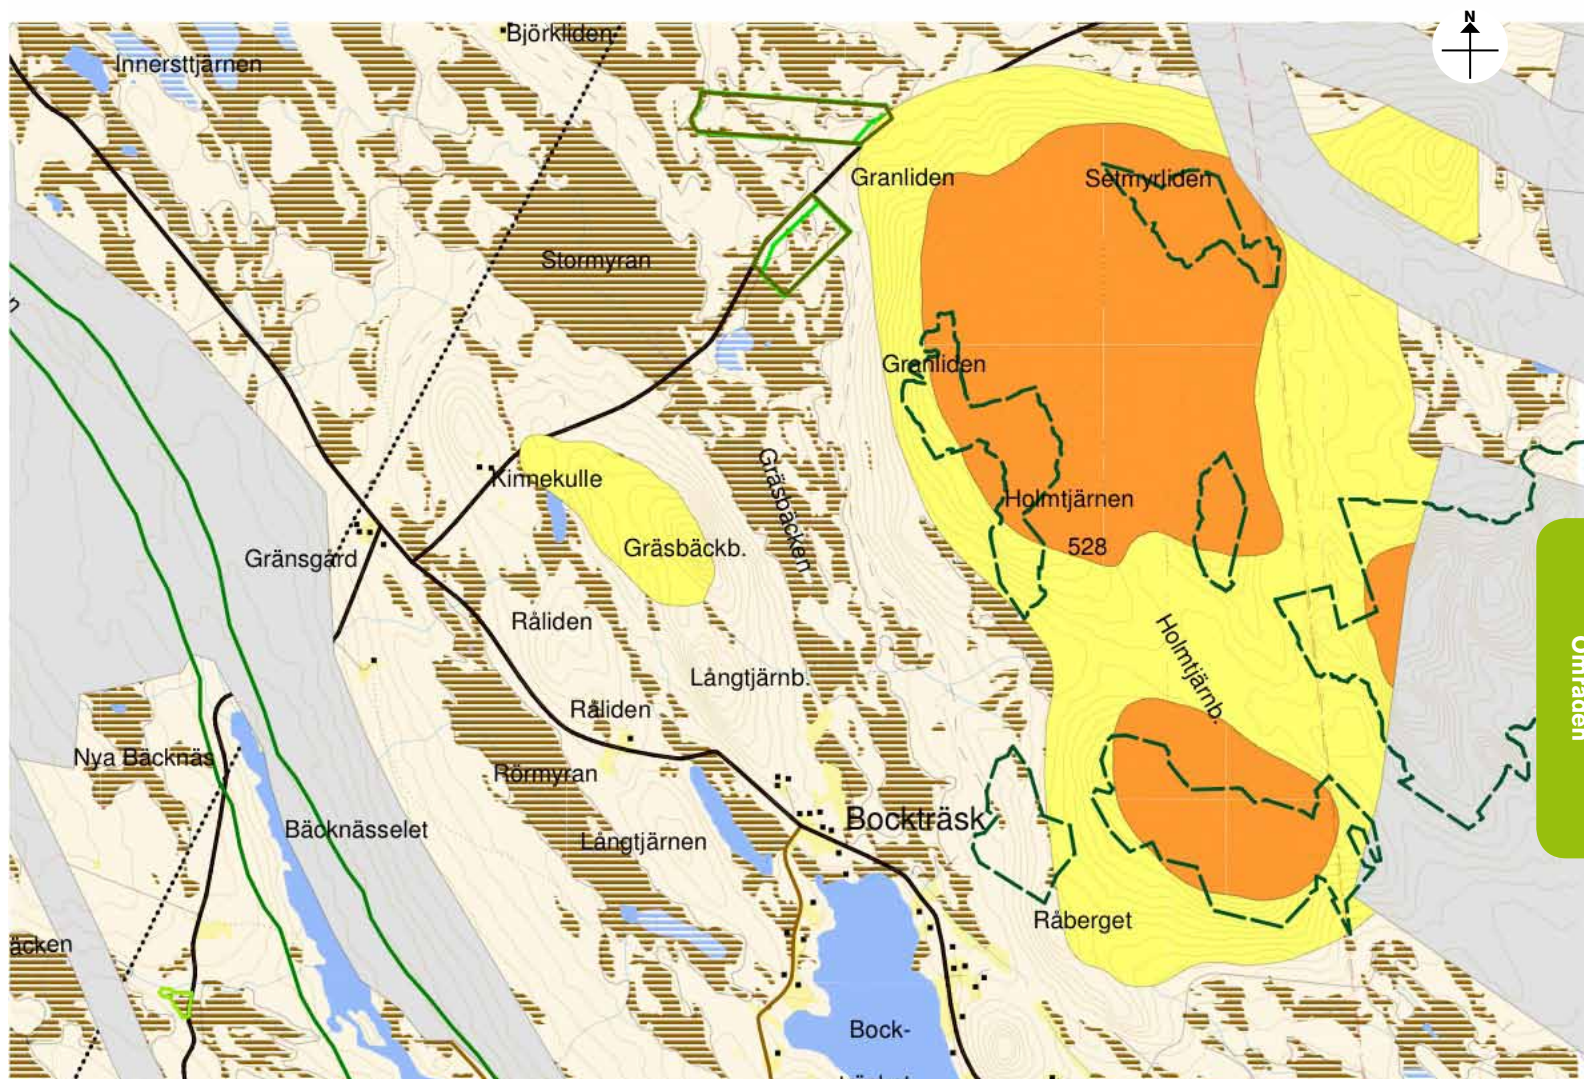 N
Björkliden
Innersttjärnen
Granliden
Setmyrliden
Stormyran
n
Granliden
Kinnekulle
Gräsbäcken
Holmtjärnen
Gränsgård
Gräsbäckb.
528
Råliden
Holmtjärnb.
Områden
Långtjärnb.
Råliden
Nya Bäcknäs
Rörmyran
Bäcknässelet
Långtjärnen
Bockträsk
Råberget
äcken
Bock-